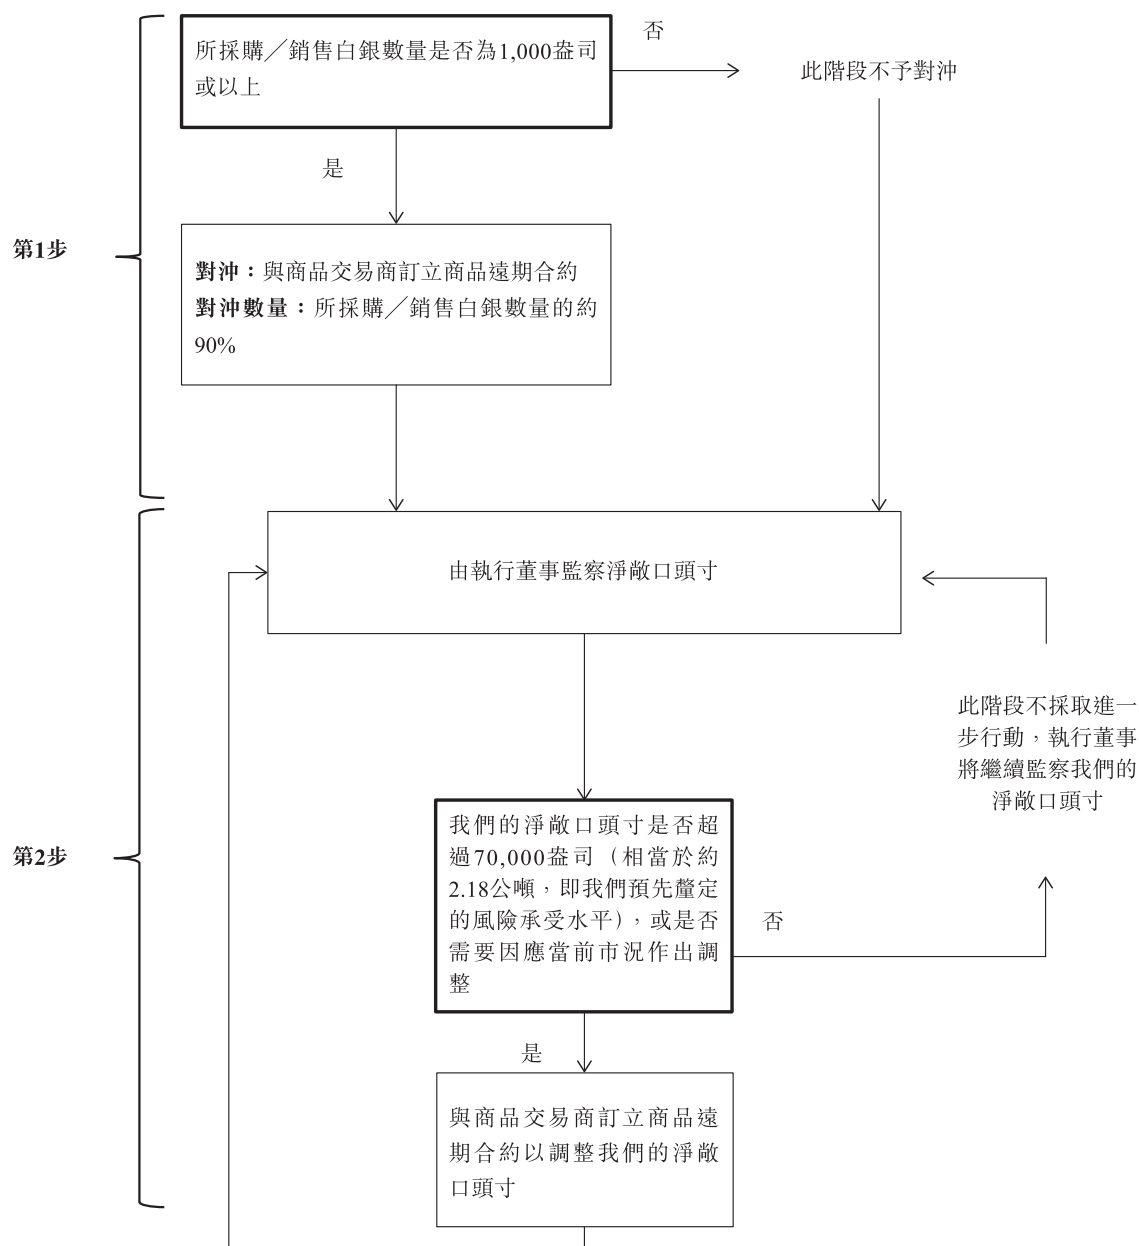 所採購／銷售白銀數量是否為1,000盎司
或以上
否
此階段不予對沖
是
第1步
對沖：與商品交易商訂立商品遠期合約
對沖數量：所採購／銷售白銀數量的約
90%
由執行董事監察淨敞口頭寸
此階段不採取進一
步行動，執行董事
將繼續監察我們的
淨敞口頭寸
第2步
我們的淨敞口頭寸是否超
過70,000盎司（相當於約
2.18公噸，即我們預先釐定
的風險承受水平），或是否
需要因應當前市況作出調
整
否
是
與商品交易商訂立商品遠
期合約以調整我們的淨敞
口頭寸